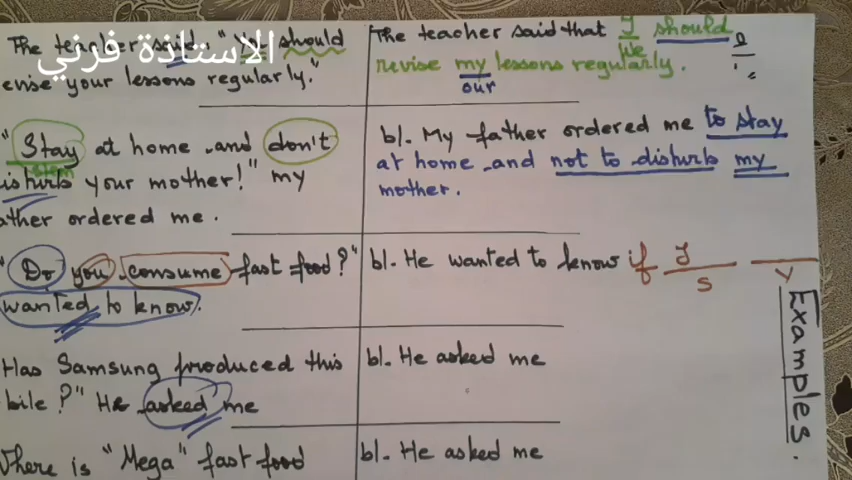 The teacher said: "You should
revise your lessons regularly."
الاستاذة فرني
The teacher said that I should
we
revise my lessons regularly.
our
"Stay at home and don't
disturb your mother!" my
father ordered me.
b/. My father ordered me to stay
at home and not to disturb my
mother.
"Do you consume fast food?"
wanted to know.
b/. He wanted to know if I
S V
Has Samsung produced this
bile?" He asked me
b/. He asked me
Where is "Mega" fast food
b/. He asked me
Examples.